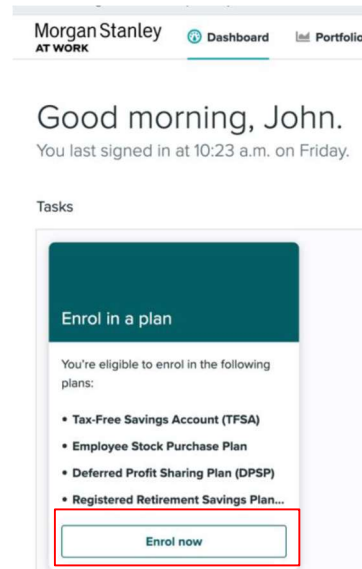 Morgan Stanley
AT WORK
Dashboard
Portfolio
Good morning, John.
You last signed in at 10:23 a.m. on Friday.
Tasks
Enrol in a plan
You're eligible to enrol in the following
plans:
• Tax-Free Savings Account (TFSA)
• Employee Stock Purchase Plan
• Deferred Profit Sharing Plan (DPSP)
• Registered Retirement Savings Plan...
Enrol now